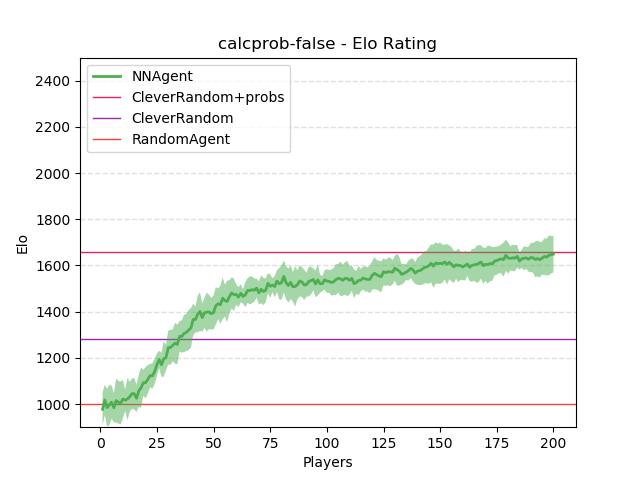 calcprob-false - Elo Rating
NNAgent
CleverRandom+probs
CleverRandom
RandomAgent
2400
2200
2000
1800
1600
1400
1200
1000
Elo
0 25 50 75 100 125 150 175 200
Players